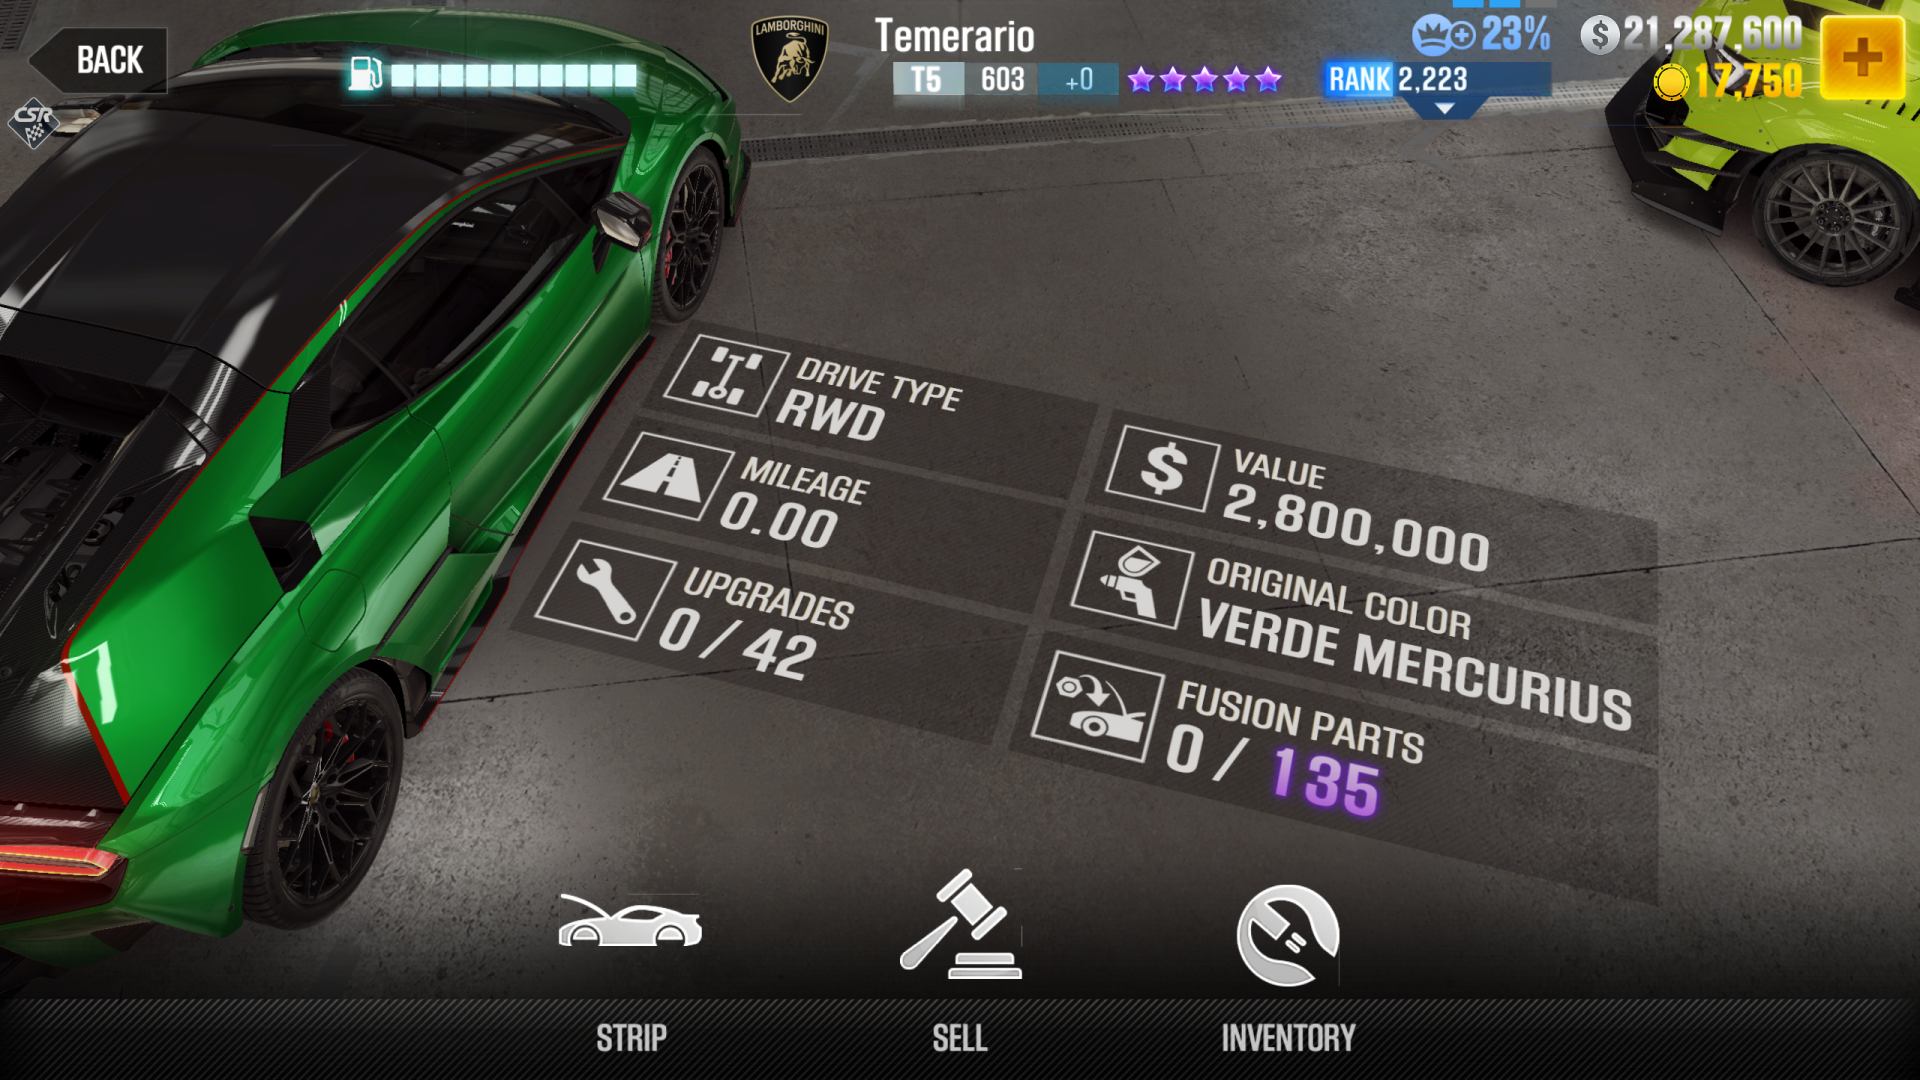 BACK
CSR
LAMBORGHINI
Temerario
T5 603 +0
RANK 2,223
23%
21,287,600
17,750
DRIVE TYPE
RWD
MILEAGE
0.00
UPGRADES
0 / 42
VALUE
2,800,000
ORIGINAL COLOR
VERDE MERCURIUS
FUSION PARTS
0 / 135
STRIP
SELL
INVENTORY